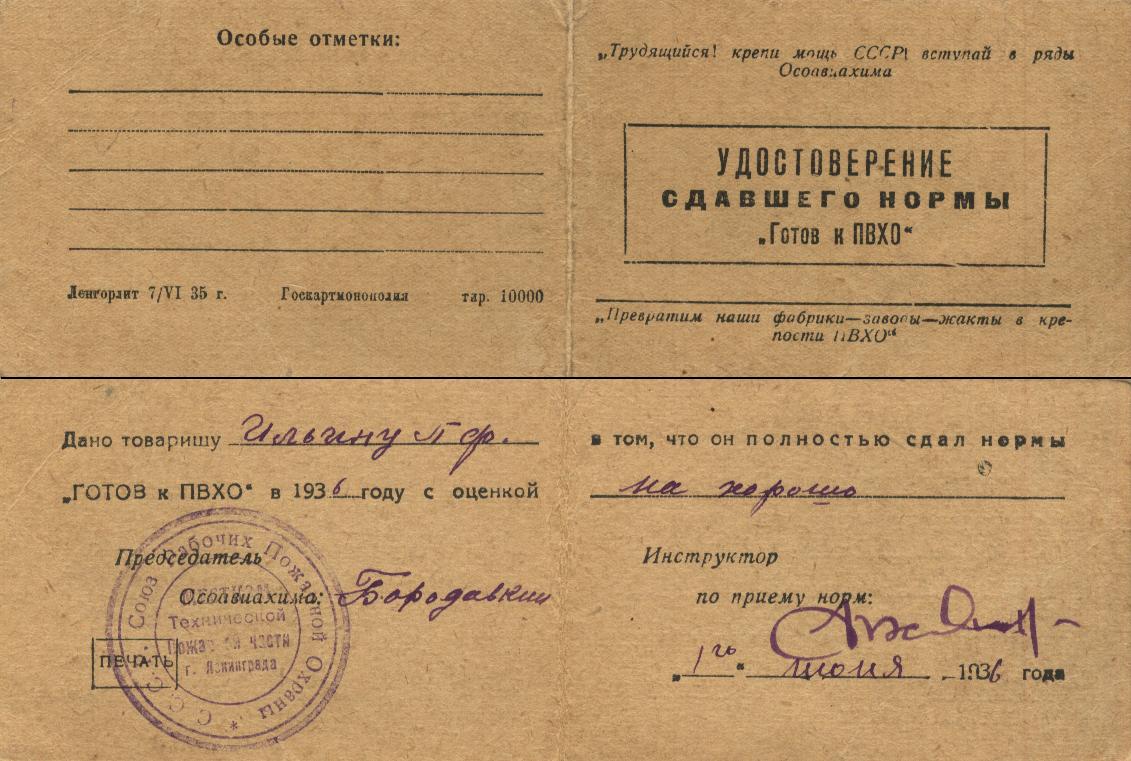 Особые отметки:
Ленгорлит 7/VI 35 г. Госкартмонополия тир. 10000
„Трудящийся! крепи мощь СССР! вступай в ряды
Осоавиахима
УДОСТОВЕРЕНИЕ
СДАВШЕГО НОРМЫ
„Готов к ПВХО“
„Превратим наши фабрики—заводы—жакты в кре-
пости ПВХО“
Дано товарищу Ильину П Ф.
„ГОТОВ к ПВХО“ в 1936 году с оценкой
Председатель
Осоавиахима: Бородавкин
ПЕЧАТЬ
Союз Рабочих Пожарной Охраны * С.С.С.Р.
Местком
Технической
Пожарной части
г. Ленинграда
в том, что он полностью сдал нормы
на хорошо
Инструктор
по приему норм:
„1го“ июня 1936 года